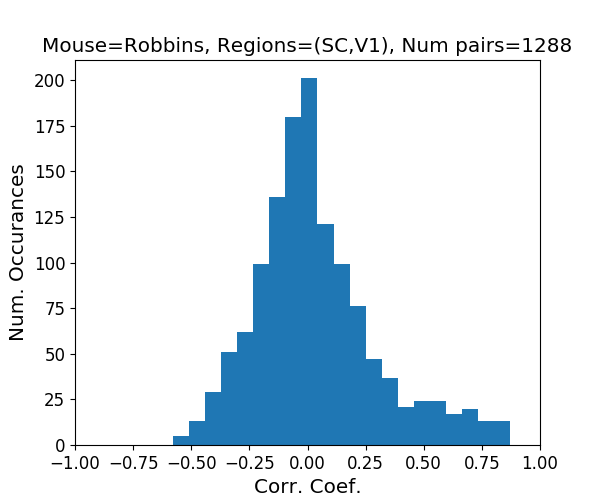 Mouse=Robbins, Regions=(SC,V1), Num pairs=1288
Num. Occurances
200
175
150
125
100
75
50
25
0
−1.00 −0.75 −0.50 −0.25 0.00 0.25 0.50 0.75 1.00
Corr. Coef.